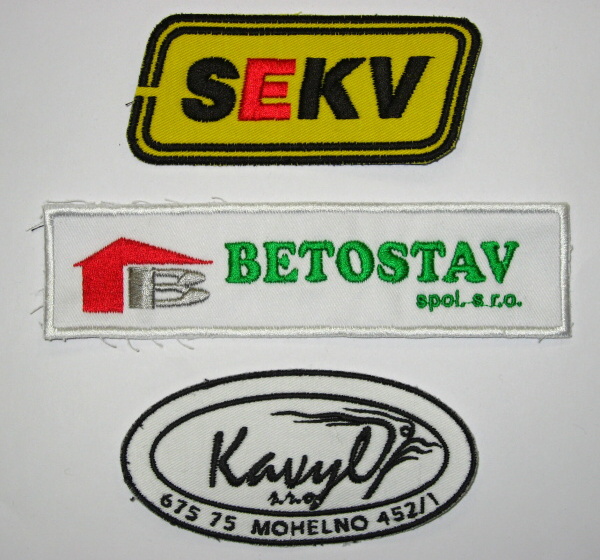 SEKV
BETOSTAV
spol. s r.o.
Kavyl
s.r.o.
675 75 MOHELNO 452/1